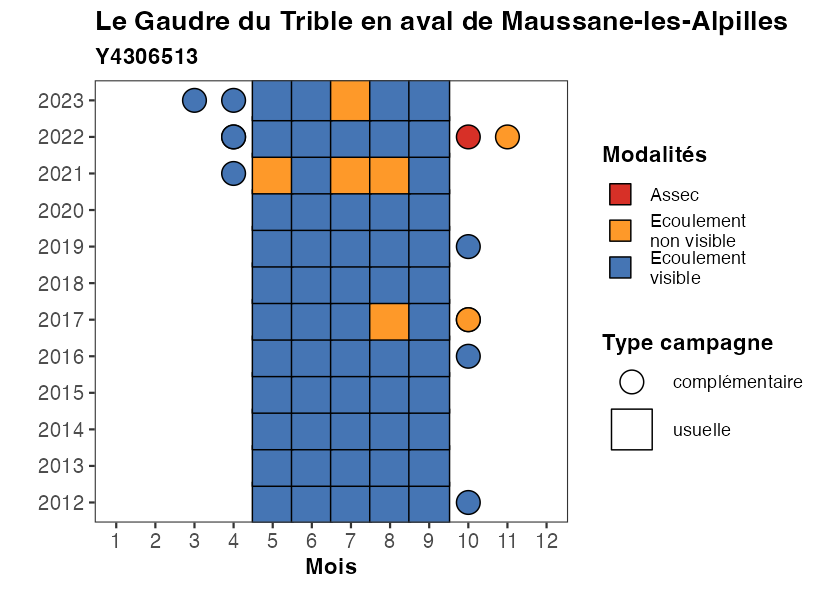 Le Gaudre du Trible en aval de Maussane-les-Alpilles
Y4306513
2023
2022
2021
2020
2019
2018
2017
2016
2015
2014
2013
2012
1 2 3 4 5 6 7 8 9 10 11 12
Mois
Modalités
Assec
Ecoulement
non visible
Ecoulement
visible
Type campagne
complémentaire
usuelle